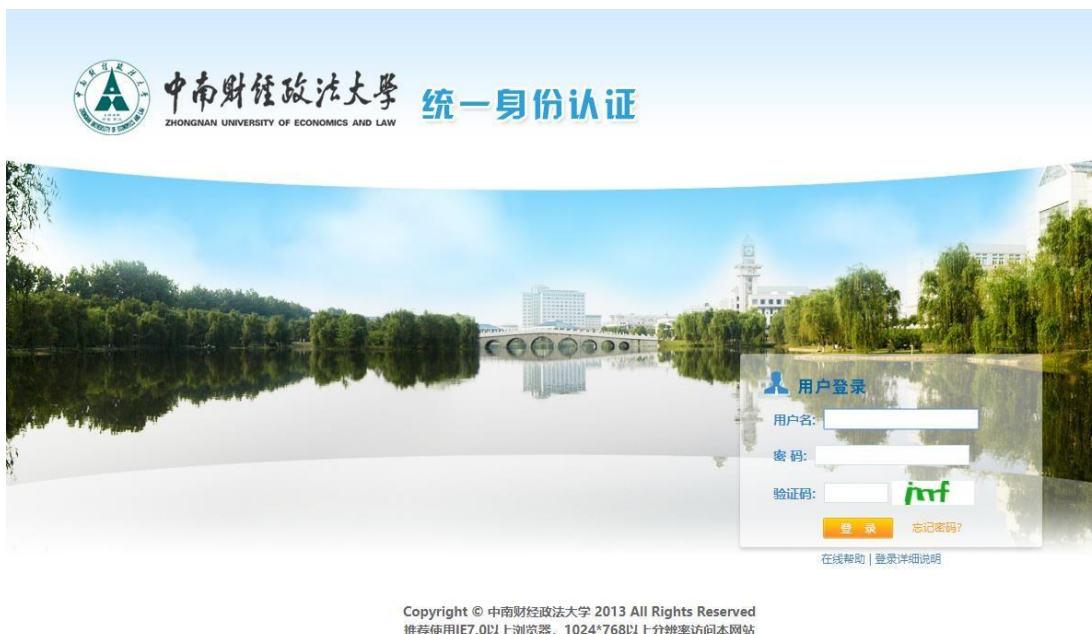 中南财经政法大学
ZHONGNAN UNIVERSITY OF ECONOMICS AND LAW
统一身份认证
用户登录
用户名:
密 码:
验证码:
登 录 忘记密码?
在线帮助 | 登录详细说明
Copyright © 中南财经政法大学 2013 All Rights Reserved
推荐使用IE7.0以上浏览器，1024*768以上分辨率访问本网站